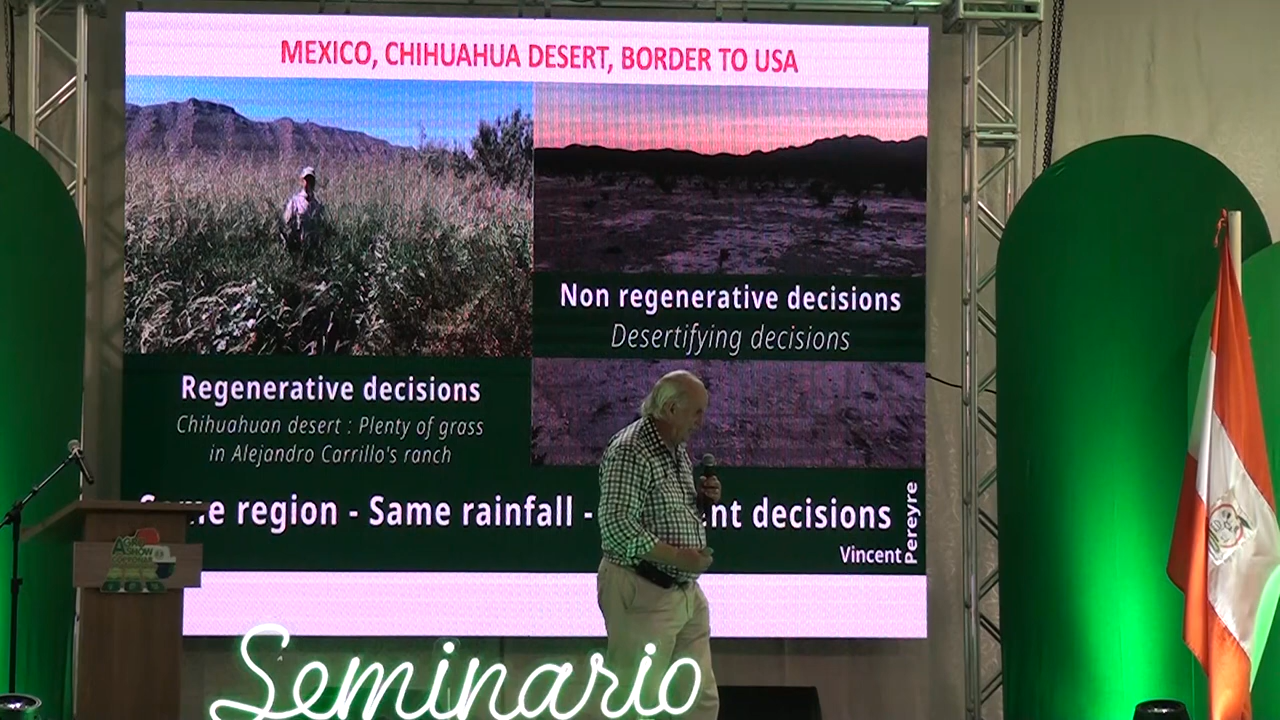 MEXICO, CHIHUAHUA DESERT, BORDER TO USA
Non regenerative decisions
Desertifying decisions
Regenerative decisions
Chihuahuan desert : Plenty of grass
in Alejandro Carrillo's ranch
region - Same rainfall - decisions
Vincent Pereyre
SHOW
Seminario